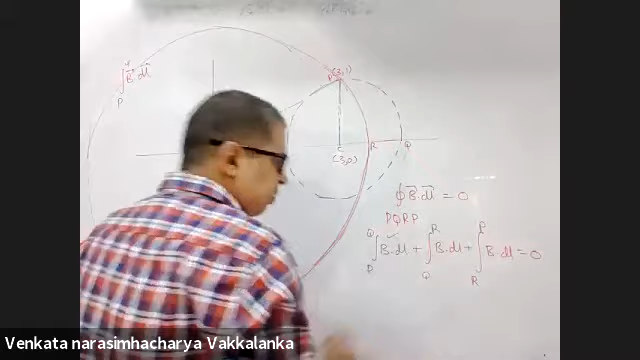 P(3,1)
∫ B⃗.dl⃗
P
R
Q
C
(3,0)
∮ B⃗.dl⃗ = 0
PQRP
Q R P
∫ B.dl + ∫ B.dl + ∫ B.dl = 0
P Q R
Venkata narasimhacharya Vakkalanka